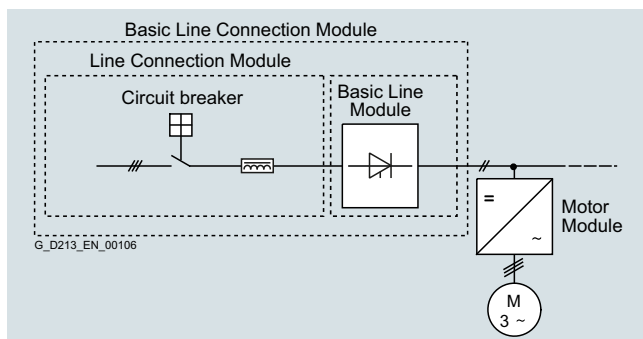 Basic Line Connection Module
Line Connection Module
Circuit breaker
Basic Line
Module
=
~
Motor
Module
G_D213_EN_00106
M
3 ~